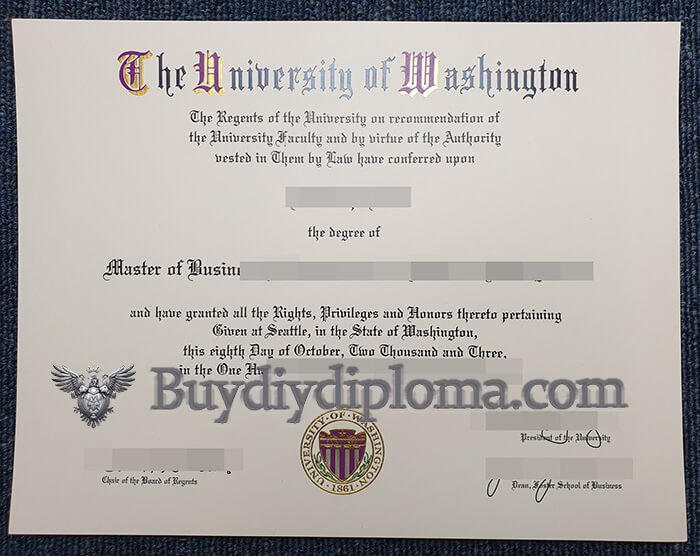 The University of Washington
The Regents of the University on recommendation of
the University Faculty and by virtue of the Authority
vested in Them by Law have conferred upon
the degree of
Master of Busin
and have granted all the Rights, Privileges and Honors thereto pertaining
Given at Seattle, in the State of Washington,
this eighth Day of October, Two Thousand and Three,
in the One Hu
Buydiydiploma.com
President of the University
UNIVERSITY·OF·WASHINGTON
·1861·
Chair of the Board of Regents
Dean, Foster School of Business